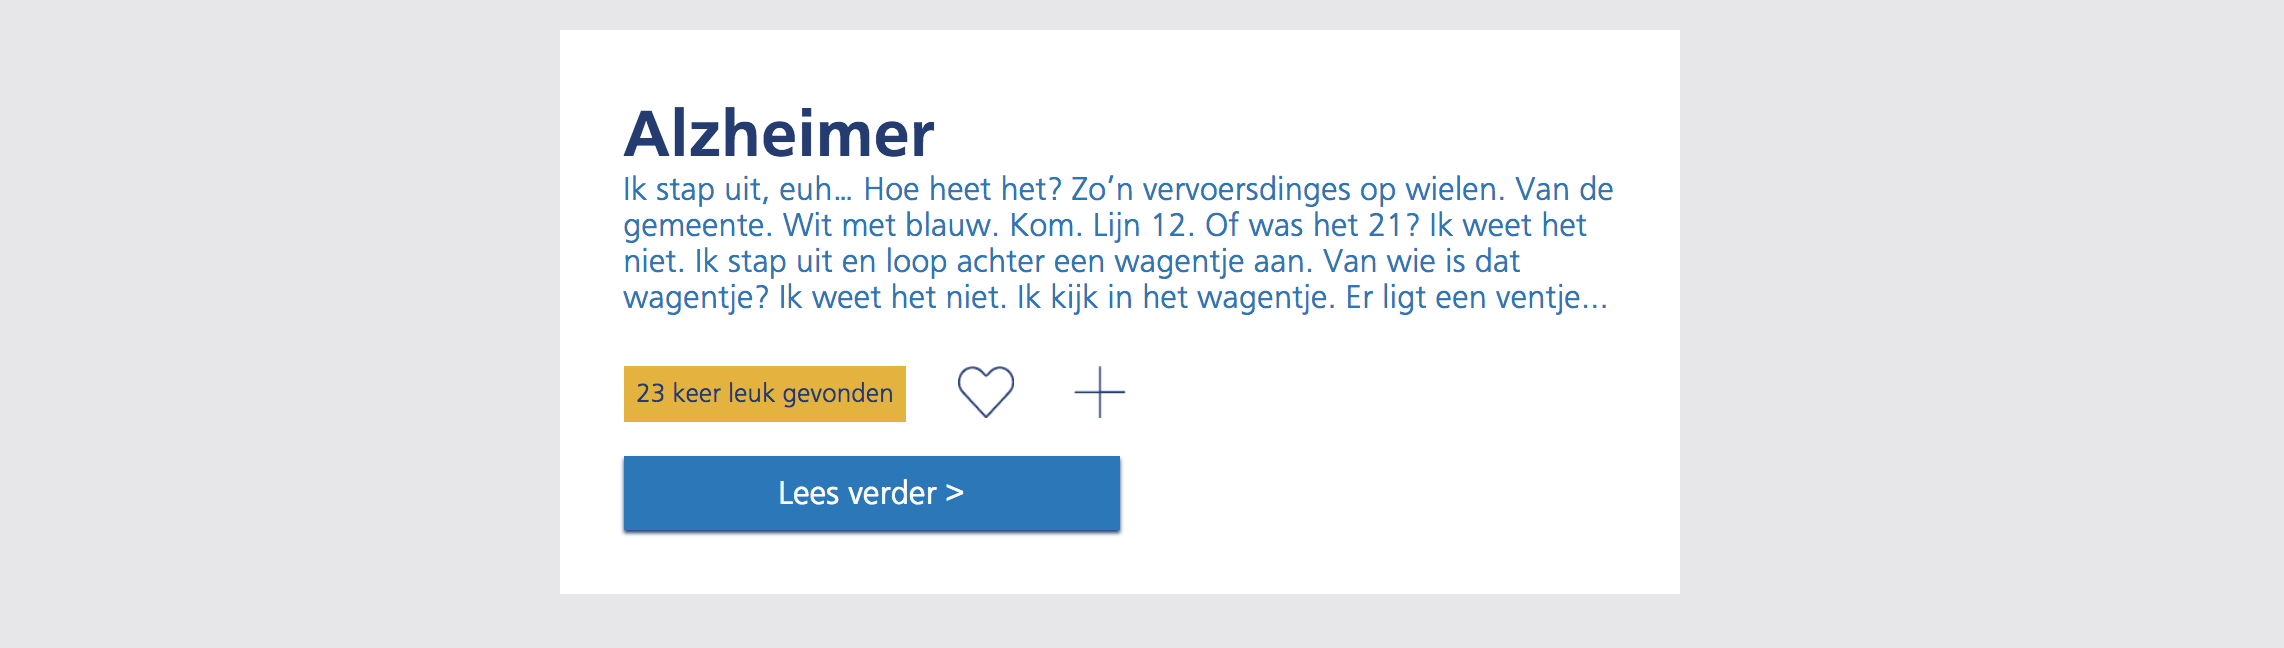 Alzheimer
Ik stap uit, euh… Hoe heet het? Zo’n vervoersdinges op wielen. Van de
gemeente. Wit met blauw. Kom. Lijn 12. Of was het 21? Ik weet het
niet. Ik stap uit en loop achter een wagentje aan. Van wie is dat
wagentje? Ik weet het niet. Ik kijk in het wagentje. Er ligt een ventje...
23 keer leuk gevonden
Lees verder >